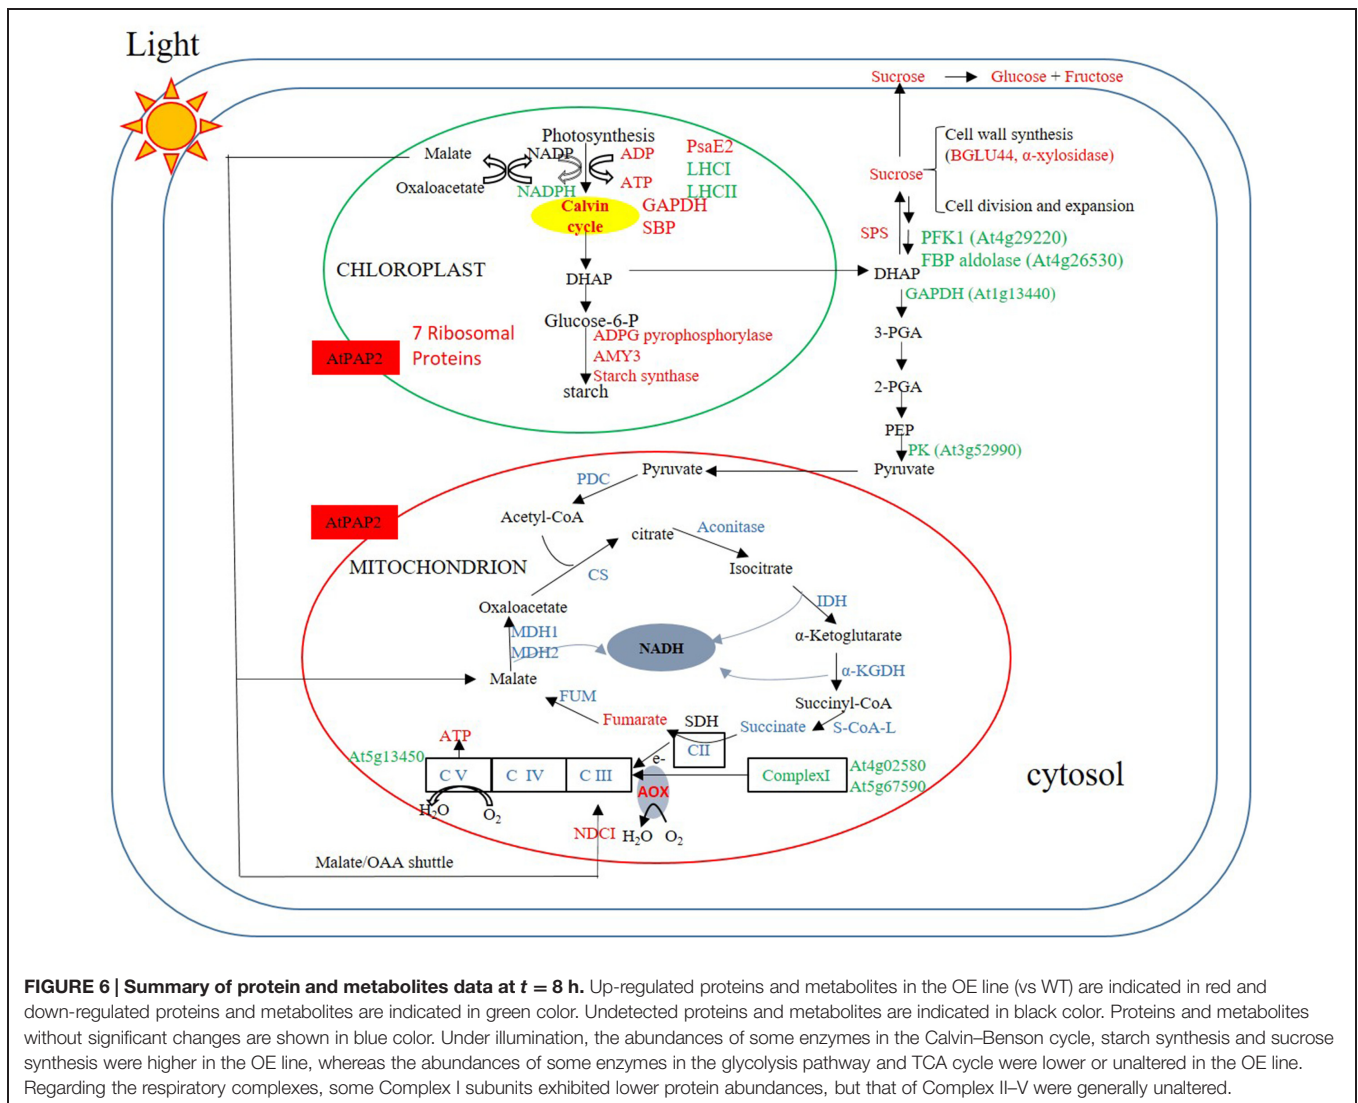 Light
Sucrose
Glucose + Fructose
Photosynthesis
Malate
NADP
ADP
PsaE2
Oxaloacetate
NADPH
ATP
LHCI
LHCII
Calvin
cycle
GAPDH
SBP
Cell wall synthesis
(BGLU44, α-xylosidase)
Sucrose
Cell division and expansion
SPS
PFK1 (At4g29220)
FBP aldolase (At4g26530)
CHLOROPLAST
DHAP
DHAP
GAPDH (At1g13440)
Glucose-6-P
7 Ribosomal
Proteins
AtPAP2
ADPG pyrophosphorylase
AMY3
Starch synthase
starch
3-PGA
2-PGA
PEP
PK (At3g52990)
Pyruvate
Pyruvate
PDC
Acetyl-CoA
AtPAP2
citrate
Aconitase
MITOCHONDRION
CS
Isocitrate
Oxaloacetate
IDH
MDH1
MDH2
NADH
α-Ketoglutarate
α-KGDH
Malate
FUM
Succinyl-CoA
Fumarate
SDH
Succinate
S-CoA-L
ATP
CII
e-
At5g13450
C V
C IV
C III
ComplexI
At4g02580
At5g67590
AOX
H2O
O2
NDCI
H2O
O2
cytosol
Malate/OAA shuttle
FIGURE 6 | Summary of protein and metabolites data at t = 8 h. Up-regulated proteins and metabolites in the OE line (vs WT) are indicated in red and
down-regulated proteins and metabolites are indicated in green color. Undetected proteins and metabolites are indicated in black color. Proteins and metabolites
without significant changes are shown in blue color. Under illumination, the abundances of some enzymes in the Calvin–Benson cycle, starch synthesis and sucrose
synthesis were higher in the OE line, whereas the abundances of some enzymes in the glycolysis pathway and TCA cycle were lower or unaltered in the OE line.
Regarding the respiratory complexes, some Complex I subunits exhibited lower protein abundances, but that of Complex II–V were generally unaltered.